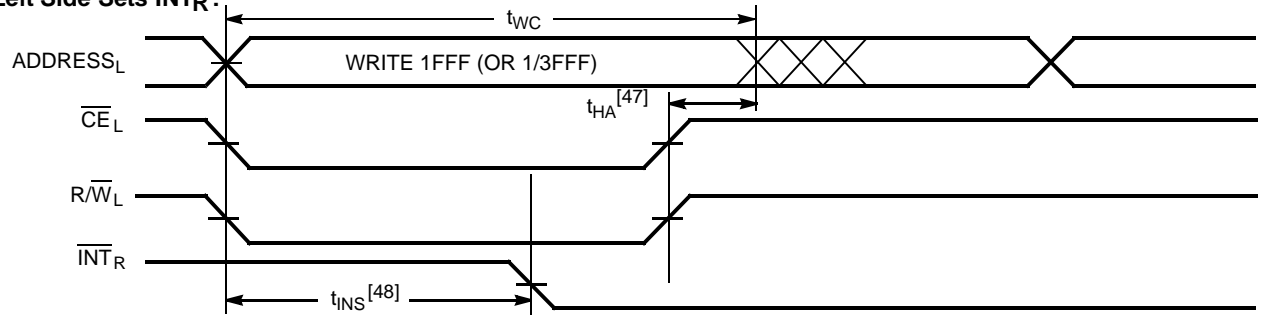 Left Side Sets INTR:
tWC
ADDRESSL
WRITE 1FFF (OR 1/3FFF)
tHA[47]
CEL
R/WL
INTR
tINS[48]